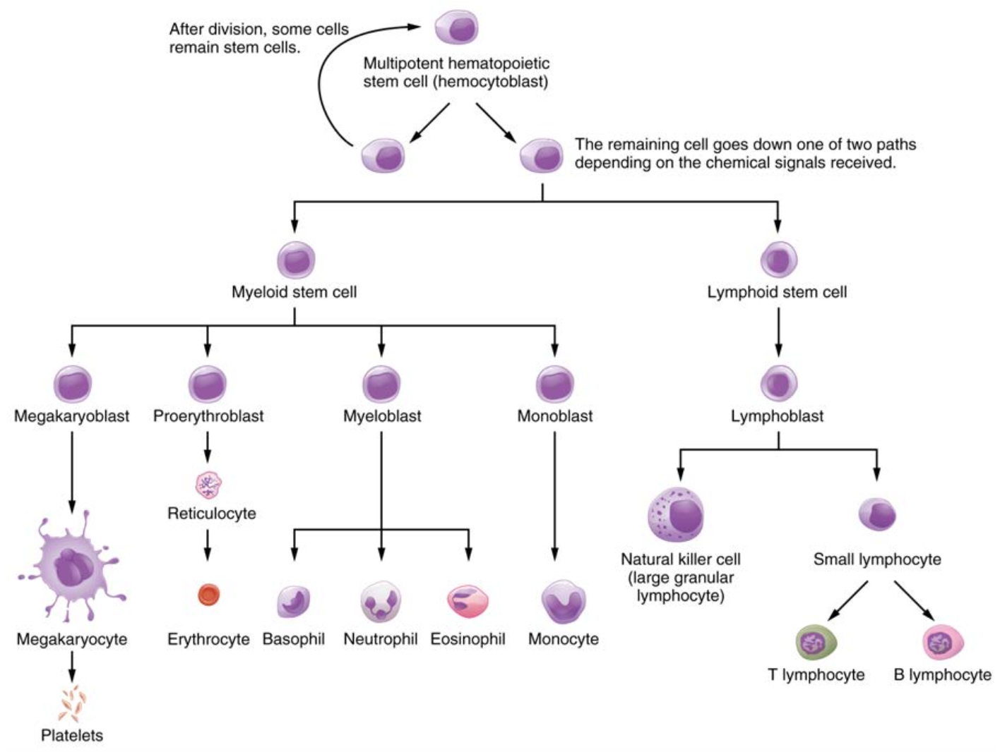 After division, some cells
remain stem cells.
Multipotent hematopoietic
stem cell (hemocytoblast)
The remaining cell goes down one of two paths
depending on the chemical signals received.
Myeloid stem cell
Lymphoid stem cell
Megakaryoblast
Proerythroblast
Myeloblast
Monoblast
Lymphoblast
Reticulocyte
Natural killer cell
(large granular
lymphocyte)
Small lymphocyte
Megakaryocyte
Erythrocyte
Basophil
Neutrophil
Eosinophil
Monocyte
T lymphocyte
B lymphocyte
Platelets